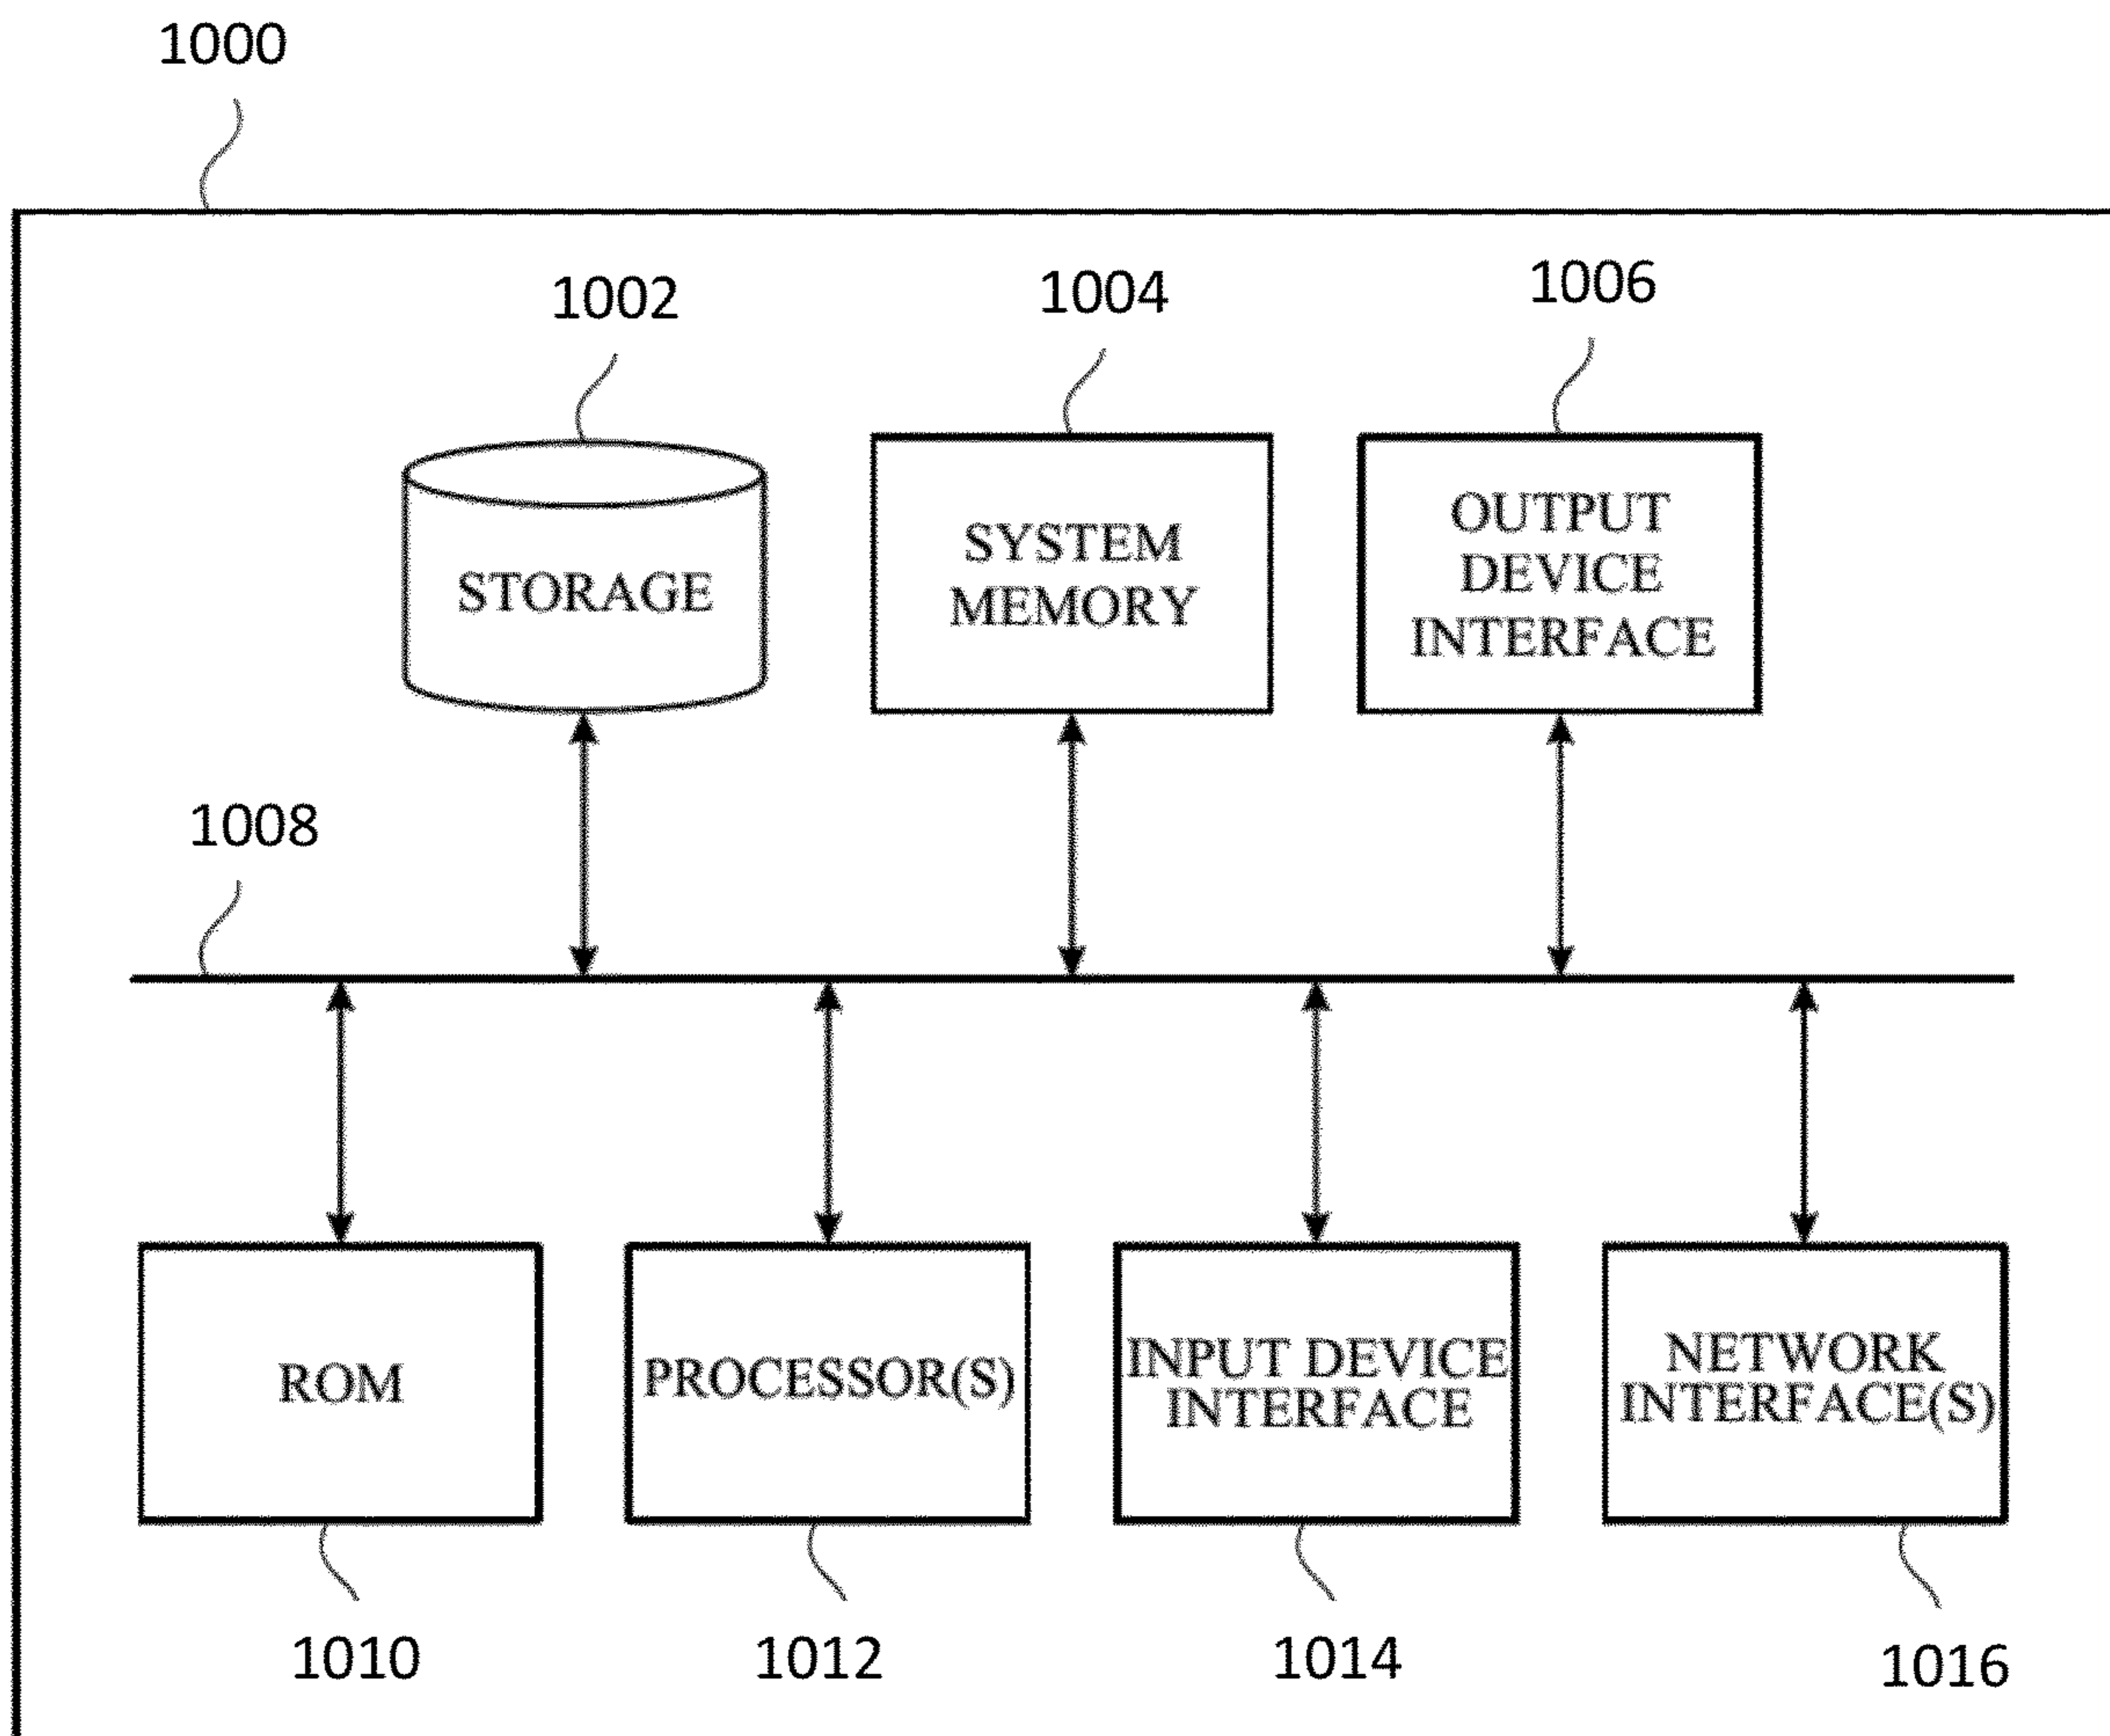 1000
1002
1004
1006
STORAGE
SYSTEM
MEMORY
OUTPUT
DEVICE
INTERFACE
1008
ROM
PROCESSOR(S)
INPUT DEVICE
INTERFACE
NETWORK
INTERFACE(S)
1010
1012
1014
1016